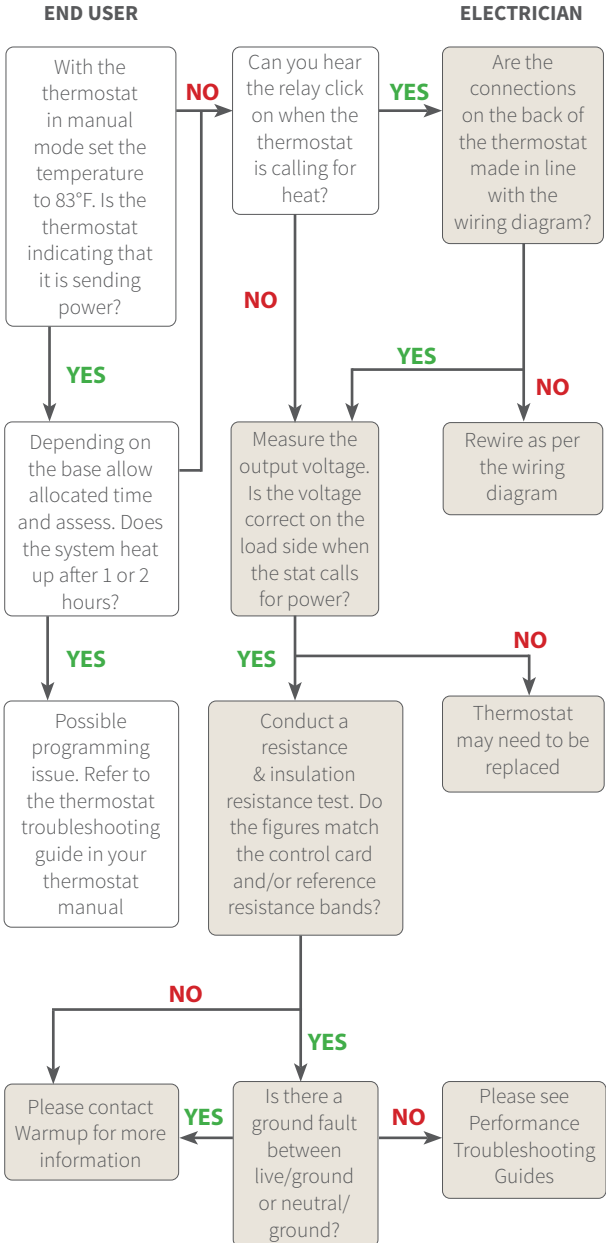 END USER
ELECTRICIAN
With the
thermostat
in manual
mode set the
temperature
to 83°F. Is the
thermostat
indicating that
it is sending
power?
NO
Can you hear
the relay click
on when the
thermostat
is calling for
heat?
YES
Are the
connections
on the back of
the thermostat
made in line
with the
wiring diagram?
YES
NO
YES
NO
Depending on
the base allow
allocated time
and assess. Does
the system heat
up after 1 or 2
hours?
Measure the
output voltage.
Is the voltage
correct on the
load side when
the stat calls
for power?
Rewire as per
the wiring
diagram
YES
YES
NO
Possible
programming
issue. Refer to
the thermostat
troubleshooting
guide in your
thermostat
manual
Conduct a
resistance
& insulation
resistance test. Do
the figures match
the control card
and/or reference
resistance bands?
Thermostat
may need to be
replaced
NO
YES
Please contact
Warmup for more
information
YES
Is there a
ground fault
between
live/ground
or neutral/
ground?
NO
Please see
Performance
Troubleshooting
Guides